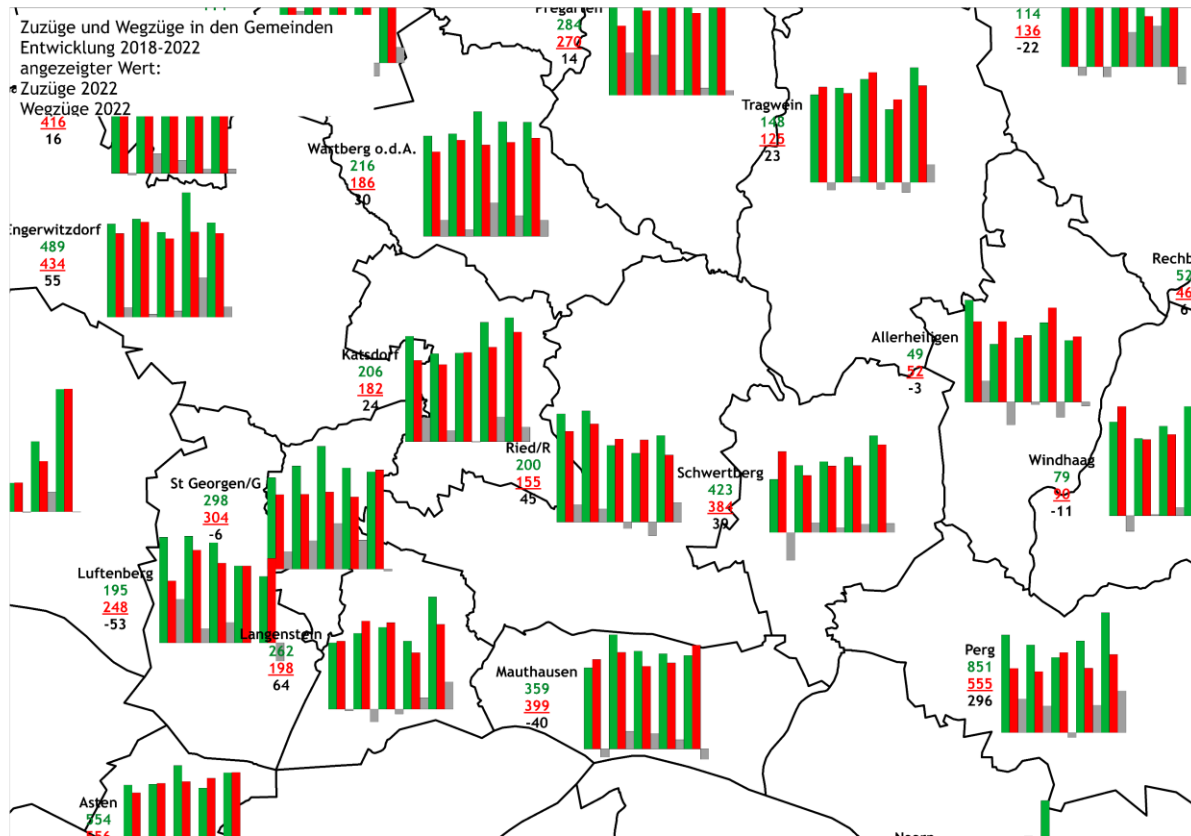 Zuzüge und Wegzüge in den Gemeinden
Entwicklung 2018-2022
angezeigter Wert:
Zuzüge 2022
Wegzüge 2022
416
16
284
270
14
114
136
-22
Tragwein
148
125
23
Wartberg o.d.A.
216
186
30
Engerwitzdorf
489
434
55
Rechb
52
46
6
Allerheiligen
49
52
-3
Katsdorf
206
182
24
Ried/R
200
155
45
Schwertberg
423
384
39
Windhaag
79
90
-11
St Georgen/G
298
304
-6
Luftenberg
195
248
-53
Langenstein
262
198
64
Mauthausen
359
399
-40
Perg
851
555
296
Asten
554